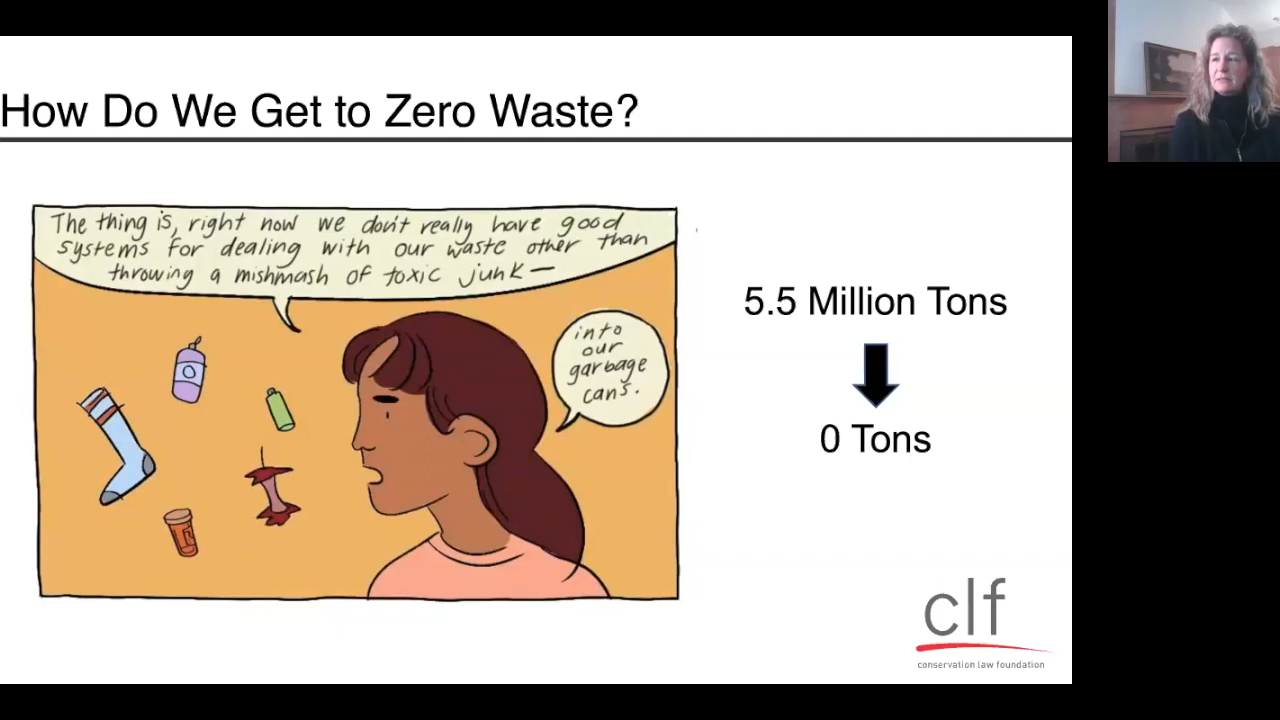 How Do We Get to Zero Waste?
The thing is, right now we don't really have good
systems for dealing with our waste other than
throwing a mishmash of toxic junk—
into
our
garbage
cans.
5.5 Million Tons
0 Tons
clf
conservation law foundation